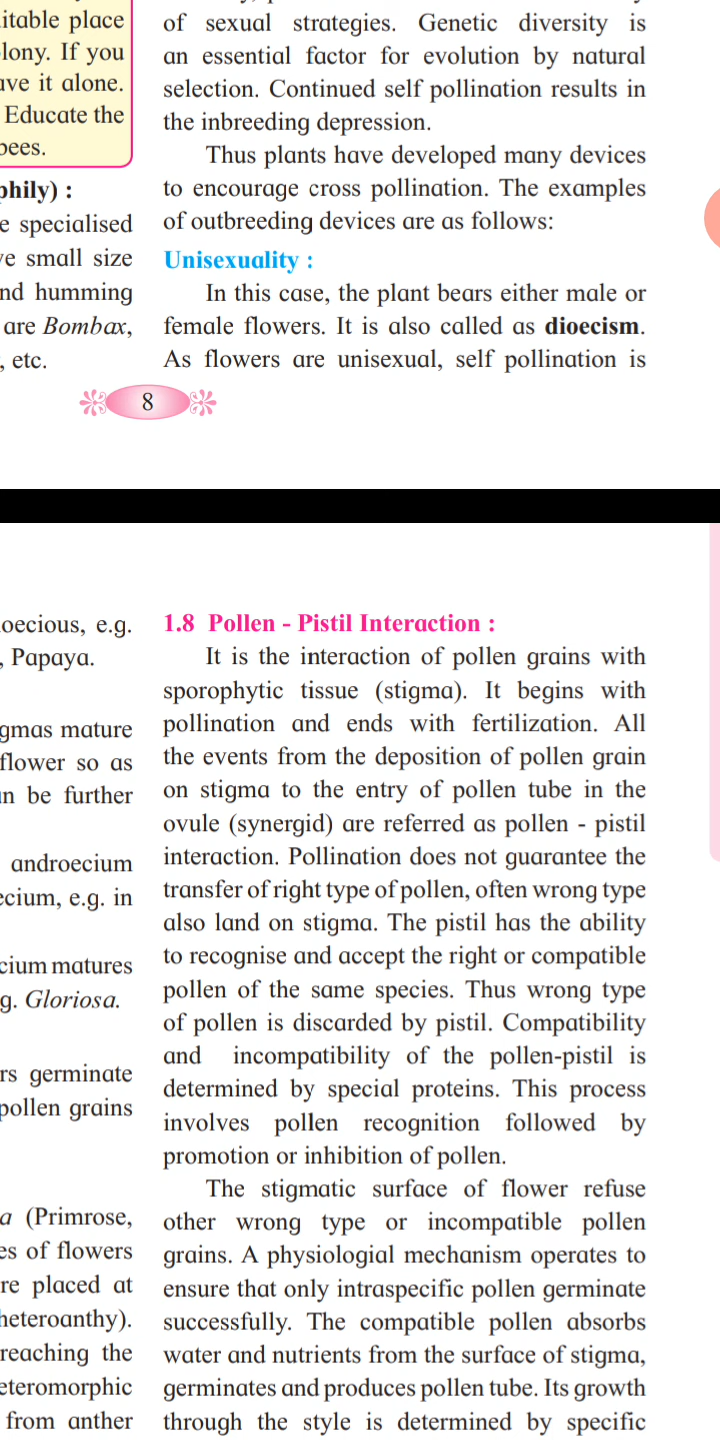 itable place
lony. If you
ave it alone.
Educate the
bees.
phily) :
e specialised
ve small size
nd humming
are Bombax,
, etc.
of sexual strategies. Genetic diversity is
an essential factor for evolution by natural
selection. Continued self pollination results in
the inbreeding depression.
Thus plants have developed many devices
to encourage cross pollination. The examples
of outbreeding devices are as follows:
Unisexuality :
In this case, the plant bears either male or
female flowers. It is also called as dioecism.
As flowers are unisexual, self pollination is
8
oecious, e.g.
, Papaya.
gmas mature
flower so as
n be further
androecium
ecium, e.g. in
cium matures
g. Gloriosa.
rs germinate
pollen grains
a (Primrose,
es of flowers
re placed at
heteroanthy).
reaching the
eteromorphic
from anther
1.8 Pollen - Pistil Interaction :
It is the interaction of pollen grains with
sporophytic tissue (stigma). It begins with
pollination and ends with fertilization. All
the events from the deposition of pollen grain
on stigma to the entry of pollen tube in the
ovule (synergid) are referred as pollen - pistil
interaction. Pollination does not guarantee the
transfer of right type of pollen, often wrong type
also land on stigma. The pistil has the ability
to recognise and accept the right or compatible
pollen of the same species. Thus wrong type
of pollen is discarded by pistil. Compatibility
and incompatibility of the pollen-pistil is
determined by special proteins. This process
involves pollen recognition followed by
promotion or inhibition of pollen.
The stigmatic surface of flower refuse
other wrong type or incompatible pollen
grains. A physiologial mechanism operates to
ensure that only intraspecific pollen germinate
successfully. The compatible pollen absorbs
water and nutrients from the surface of stigma,
germinates and produces pollen tube. Its growth
through the style is determined by specific